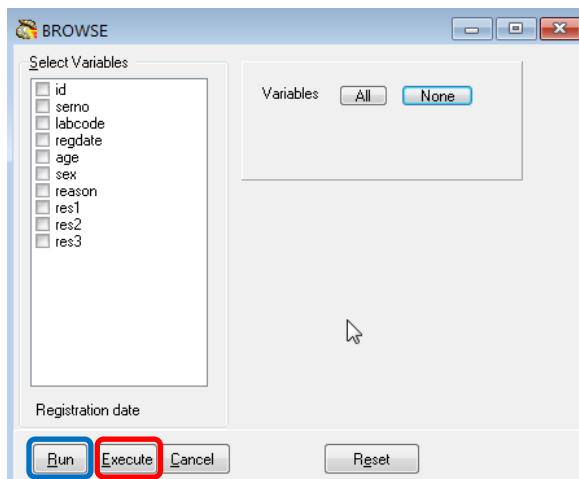 BROWSE
Select Variables
id
serno
labcode
regdate
age
sex
reason
res1
res2
res3
Variables All None
Registration date
Run Execute Cancel Reset